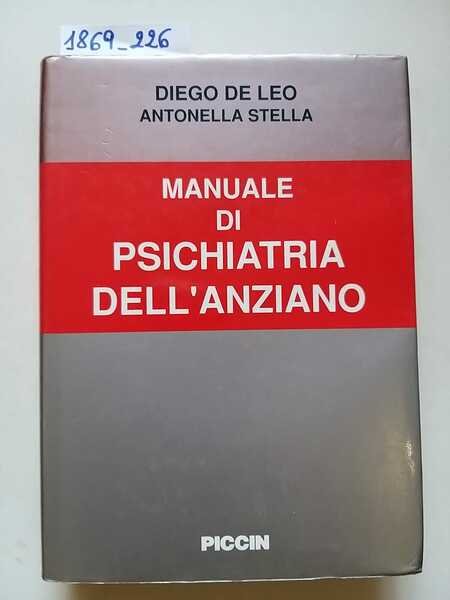 1869_226
DIEGO DE LEO
ANTONELLA STELLA
MANUALE
DI
PSICHIATRIA
DELL'ANZIANO
PICCIN